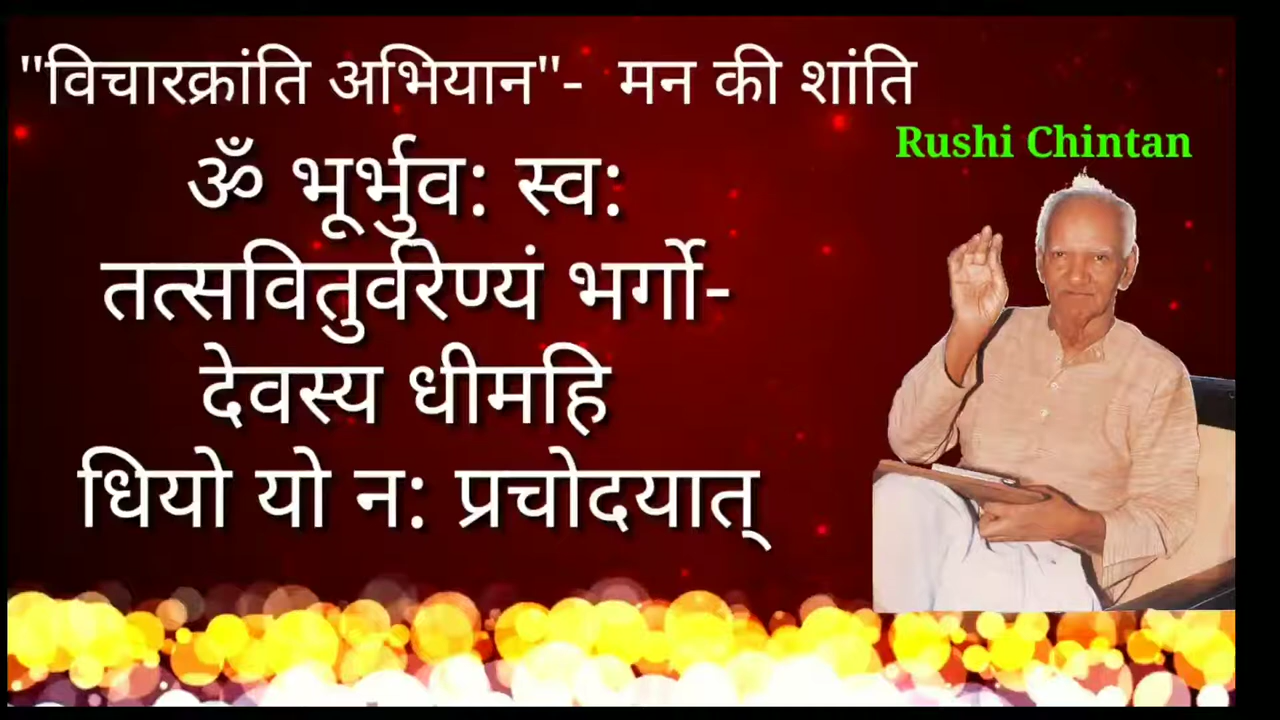 "विचारक्रांति अभियान"- मन की शांति
Rushi Chintan
ॐ भूर्भुव: स्व:
तत्सवितुर्वरेण्यं भर्गो-
देवस्य धीमहि
धियो यो न: प्रचोदयात्